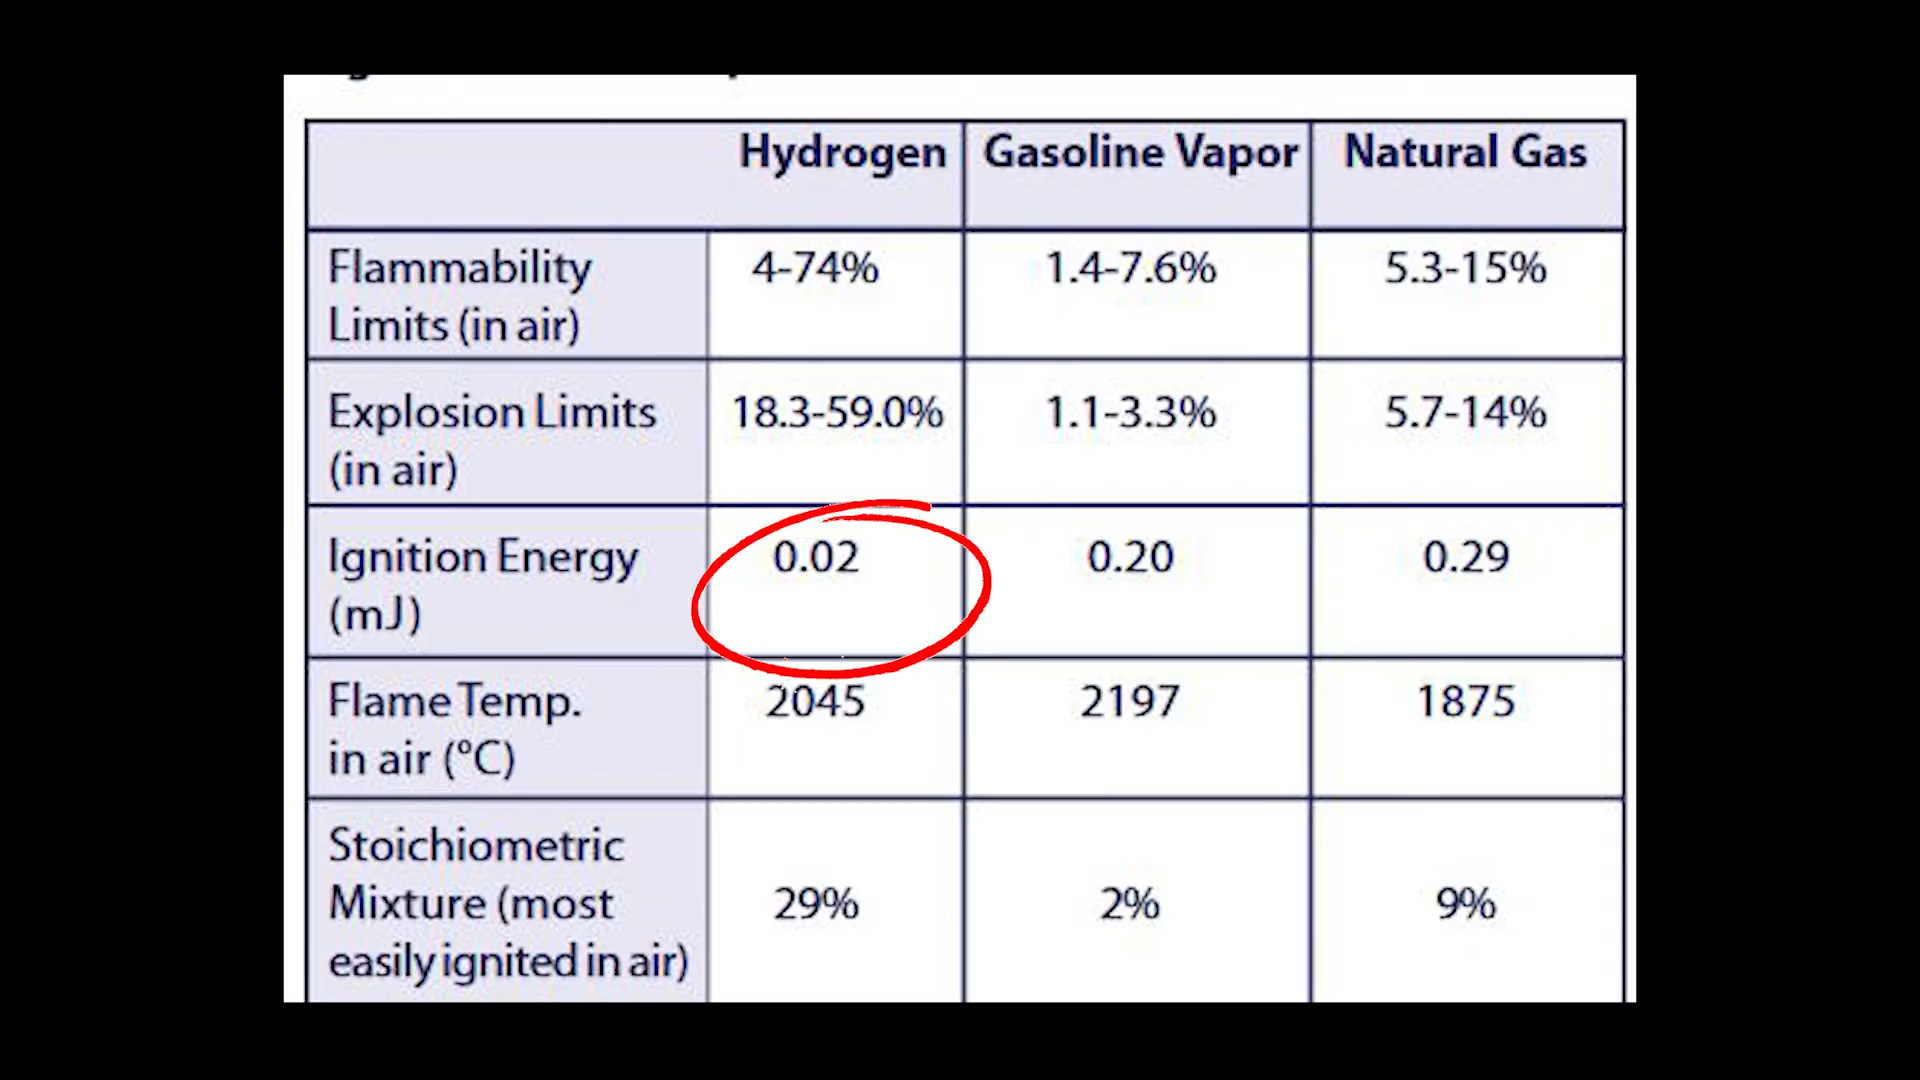 Hydrogen Gasoline Vapor Natural Gas
Flammability
Limits (in air) 4-74% 1.4-7.6% 5.3-15%
Explosion Limits
(in air) 18.3-59.0% 1.1-3.3% 5.7-14%
Ignition Energy
(mJ) 0.02 0.20 0.29
Flame Temp.
in air (°C) 2045 2197 1875
Stoichiometric
Mixture (most
easily ignited in air) 29% 2% 9%